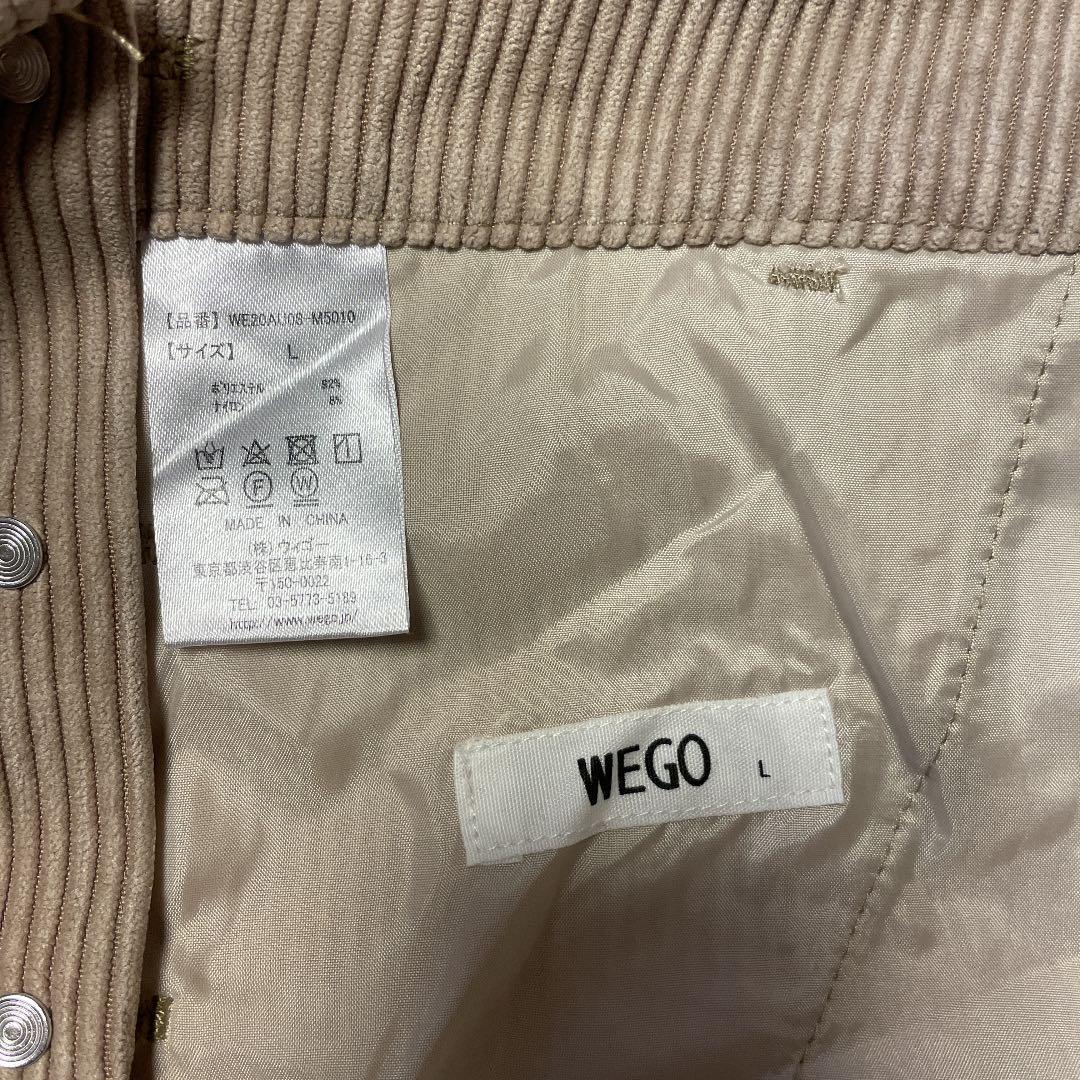 【品番】 WE20AU08-M5010
【サイズ】 L
ポリエステル 92%
ナイロン 8%
F W
MADE IN CHINA
(株)ウィゴー
東京都渋谷区恵比寿南1-16-3
〒150-0022
TEL: 03-5773-5189
http://www.wego.jp/
WEGO L